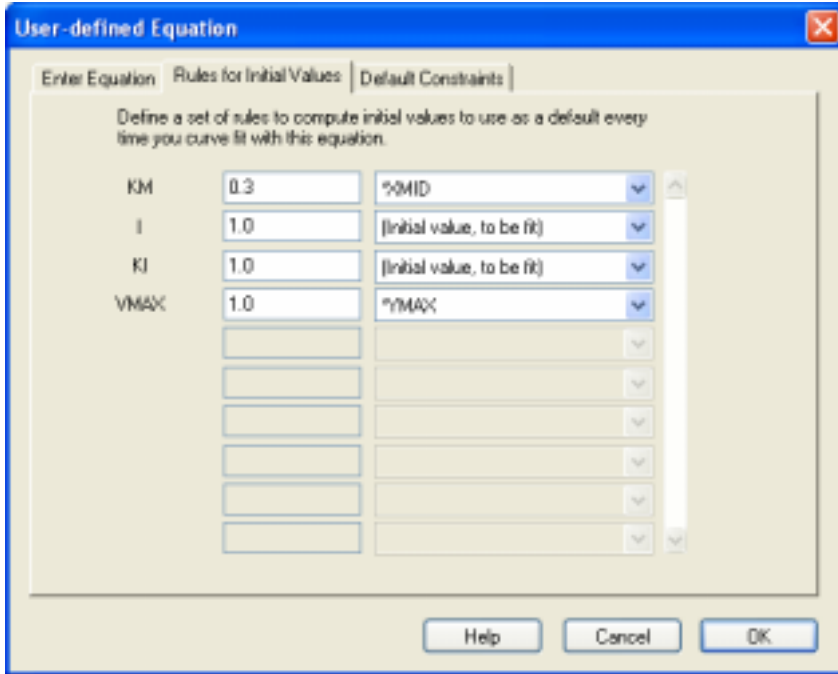 User-defined Equation
Enter Equation Rules for Initial Values Default Constraints
Define a set of rules to compute initial values to use as a default every
time you curve fit with this equation.
KM 0.3 *XMID
I 1.0 (Initial value, to be fit)
KI 1.0 (Initial value, to be fit)
VMAX 1.0 *YMAX
Help Cancel OK